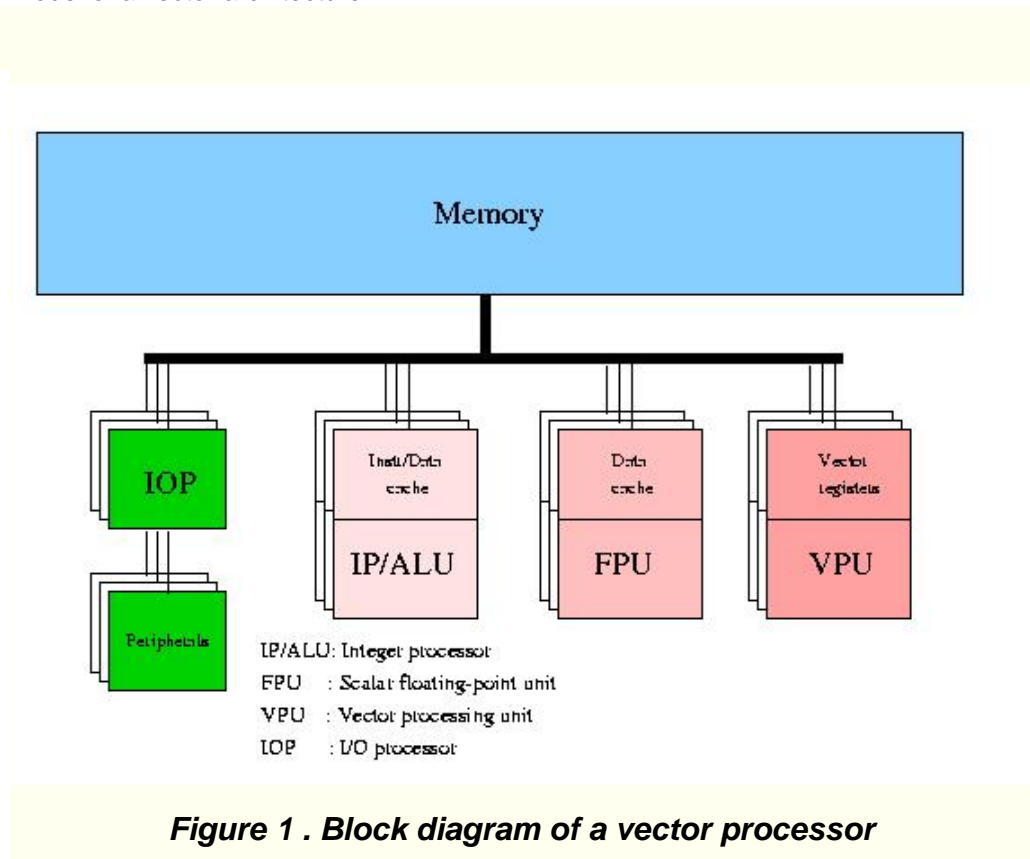 Memory
IOP
Instr/Data
cache
IP/ALU
Data
cache
FPU
Vector
registers
VPU
Peripherals
IP/ALU: Integer processor
FPU : Scalar floating-point unit
VPU : Vector processing unit
IOP : I/O processor
Figure 1 . Block diagram of a vector processor